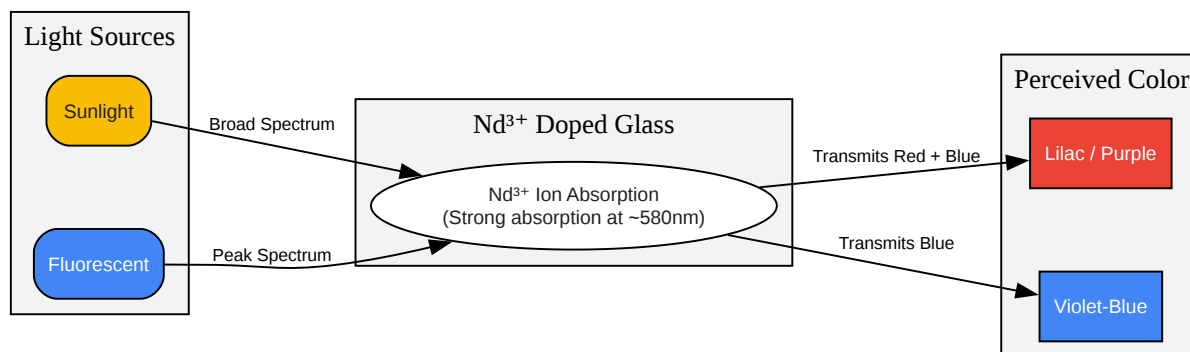 Light Sources
Sunlight
Fluorescent
Broad Spectrum
Peak Spectrum
Nd³⁺ Doped Glass
Nd³⁺ Ion Absorption
(Strong absorption at ~580nm)
Transmits Red + Blue
Transmits Blue
Perceived Color
Lilac / Purple
Violet-Blue